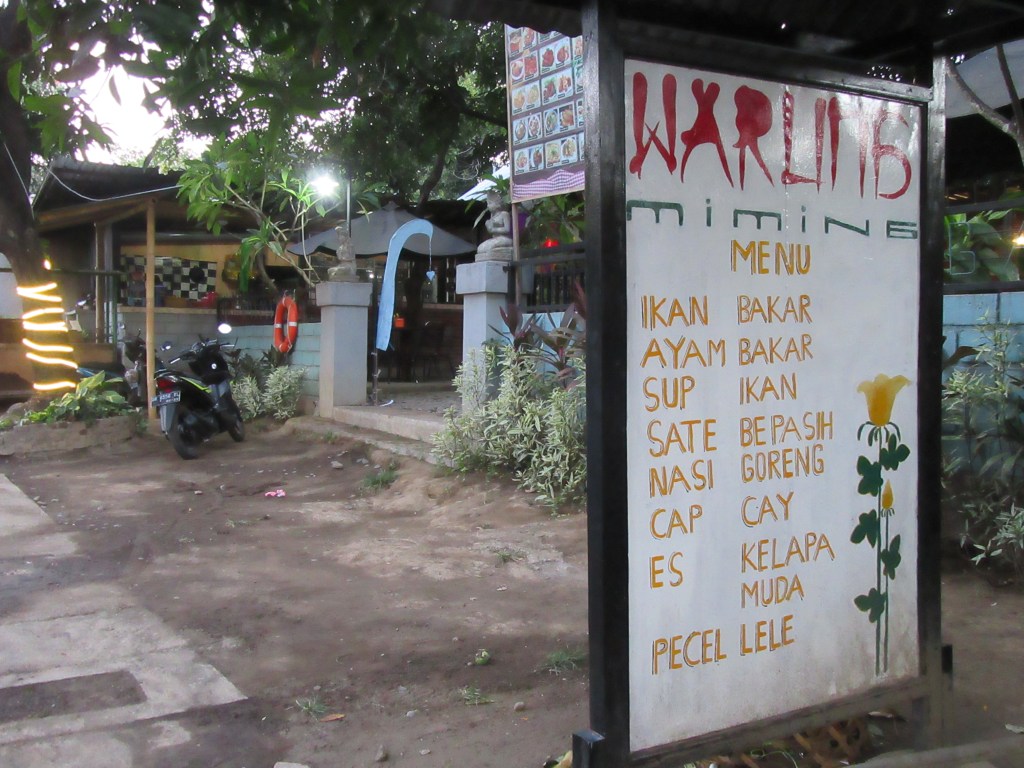 WARUNG
miming
MENU
IKAN BAKAR
AYAM BAKAR
SUP IKAN
SATE BEPASIH
NASI GORENG
CAP CAY
ES KELAPA
MUDA
PECEL LELE